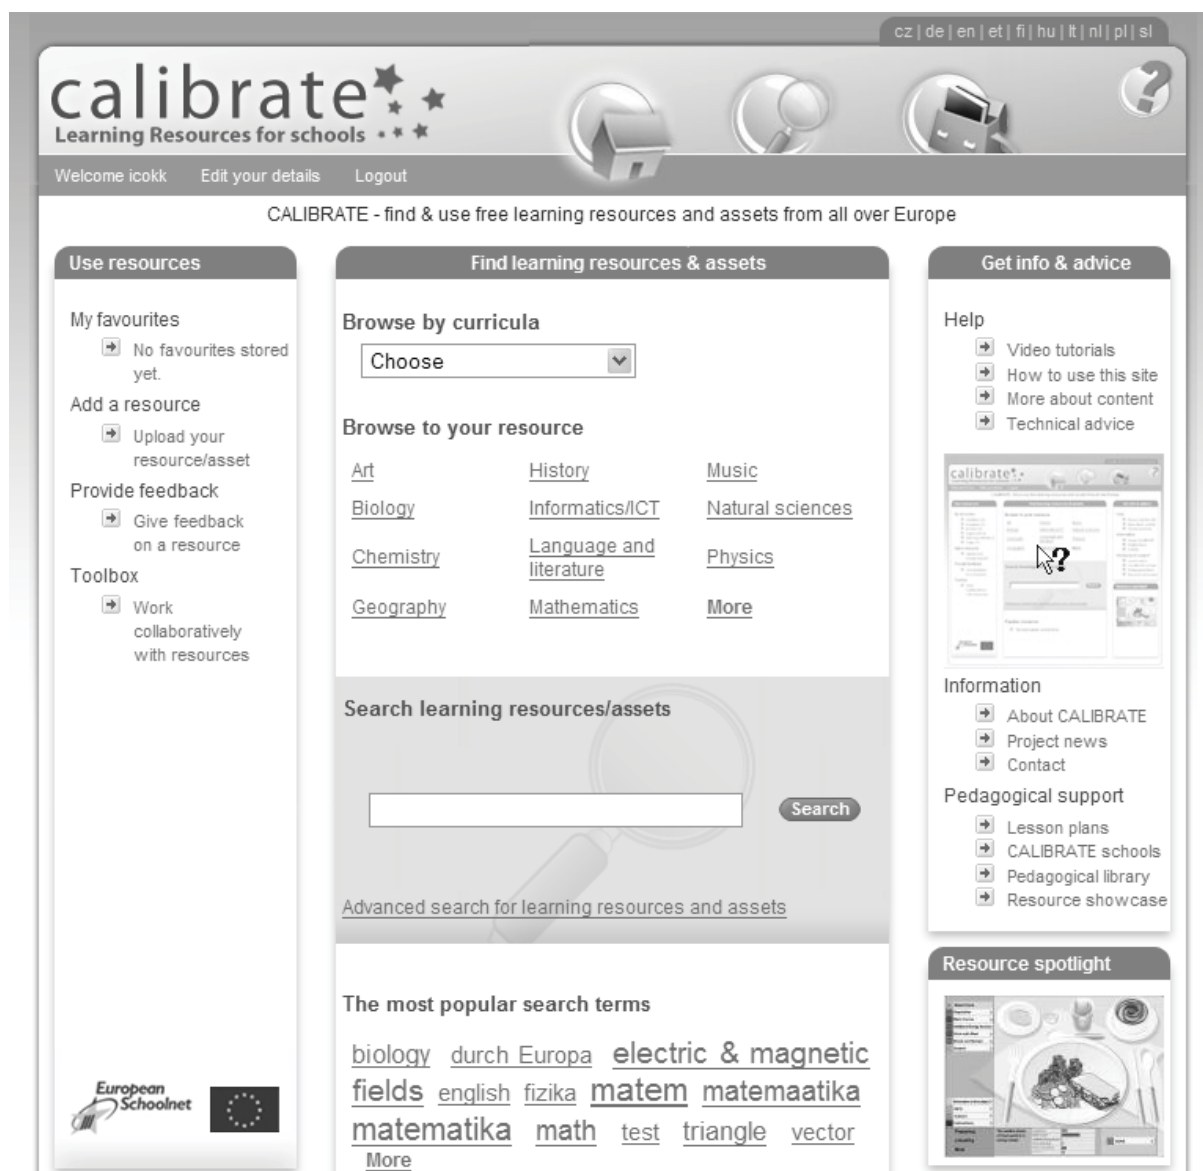 cz | de | en | et | fi | hu | lt | nl | pl | sl
calibrate
Learning Resources for schools
Welcome icokk Edit your details Logout
CALIBRATE - find & use free learning resources and assets from all over Europe
Use resources
My favourites
No favourites stored
yet.
Add a resource
Upload your
resource/asset
Provide feedback
Give feedback
on a resource
Toolbox
Work
collaboratively
with resources
European
Schoolnet
Find learning resources & assets
Browse by curricula
Choose
Browse to your resource
Art History Music
Biology Informatics/ICT Natural sciences
Chemistry Language and
literature Physics
Geography Mathematics More
Search learning resources/assets
Search
Advanced search for learning resources and assets
The most popular search terms
biology durch Europa electric & magnetic
fields english fizika matem matemaatika
matematika math test triangle vector
More
Get info & advice
Help
Video tutorials
How to use this site
More about content
Technical advice
calibrate
Information
About CALIBRATE
Project news
Contact
Pedagogical support
Lesson plans
CALIBRATE schools
Pedagogical library
Resource showcase
Resource spotlight